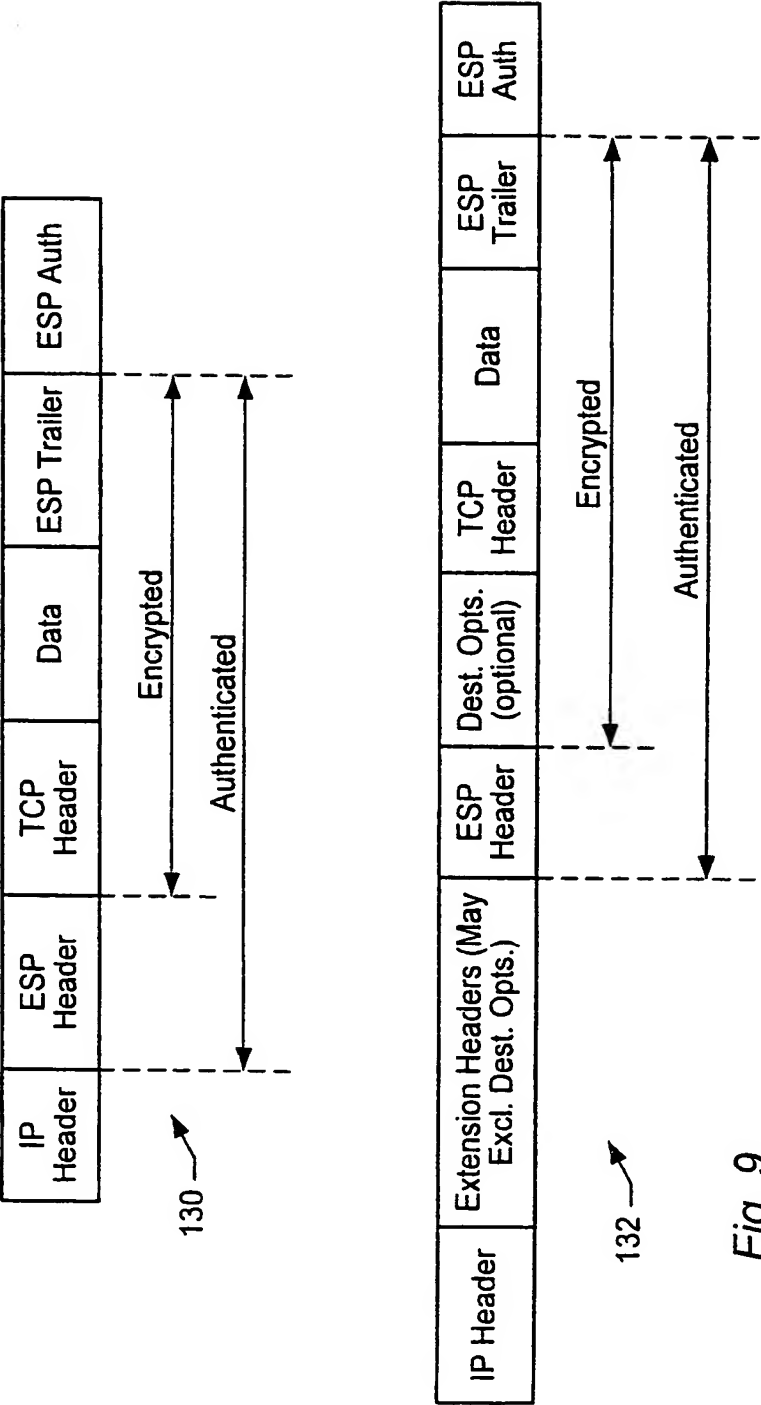 IP
Header
ESP
Header
TCP
Header
Data
ESP Trailer
ESP Auth
Encrypted
Authenticated
130
IP Header
Extension Headers (May
Excl. Dest. Opts.)
ESP
Header
Dest. Opts.
(optional)
TCP
Header
Data
ESP
Trailer
ESP
Auth
Encrypted
Authenticated
132
Fig. 9